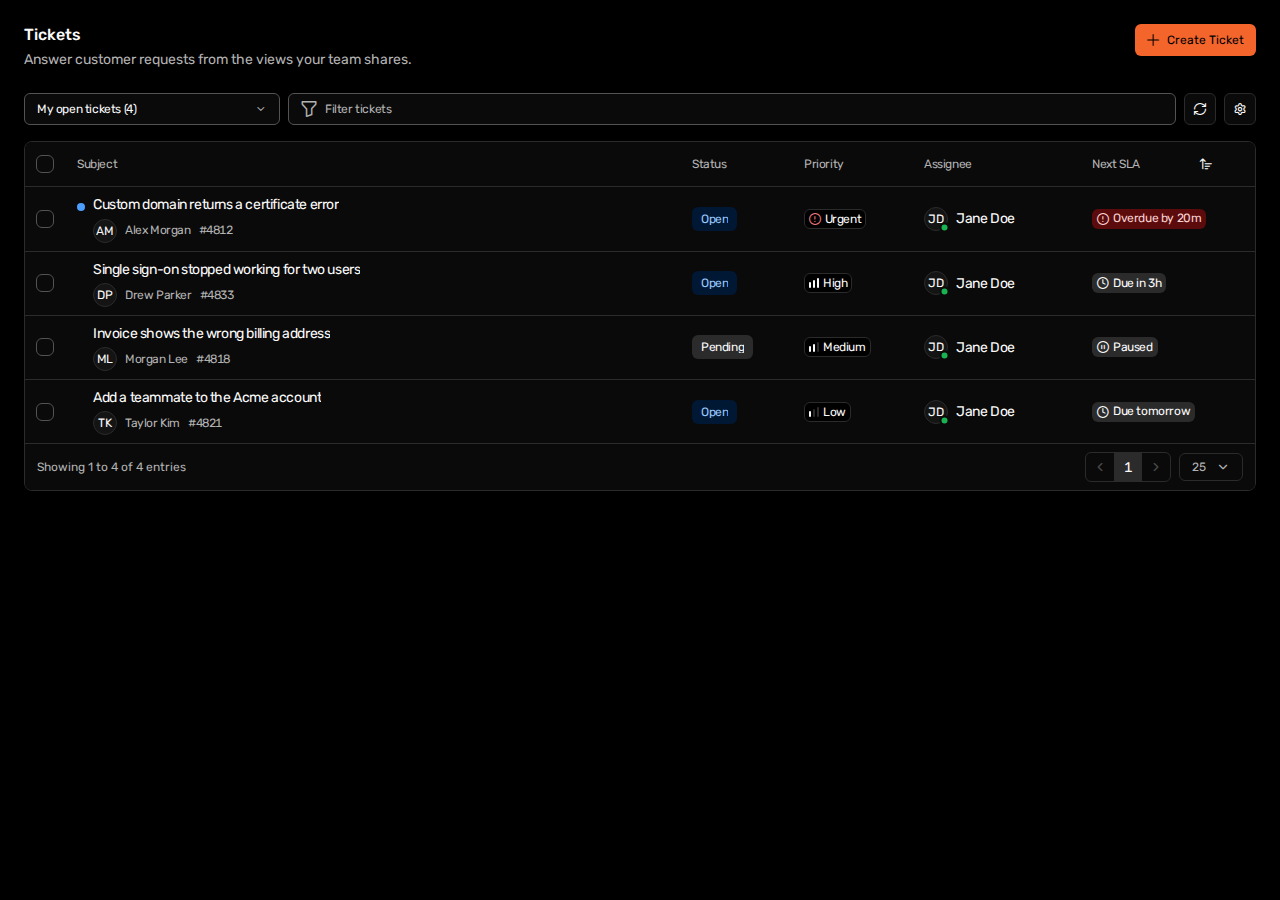 Tickets
Answer customer requests from the views your team shares.
Create Ticket
My open tickets (4)
Filter tickets
Subject Status Priority Assignee Next SLA
Custom domain returns a certificate error
AM Alex Morgan #4812
Open Urgent JD Jane Doe Overdue by 20m
Single sign-on stopped working for two users
DP Drew Parker #4833
Open High JD Jane Doe Due in 3h
Invoice shows the wrong billing address
ML Morgan Lee #4818
Pending Medium JD Jane Doe Paused
Add a teammate to the Acme account
TK Taylor Kim #4821
Open Low JD Jane Doe Due tomorrow
Showing 1 to 4 of 4 entries
1
25